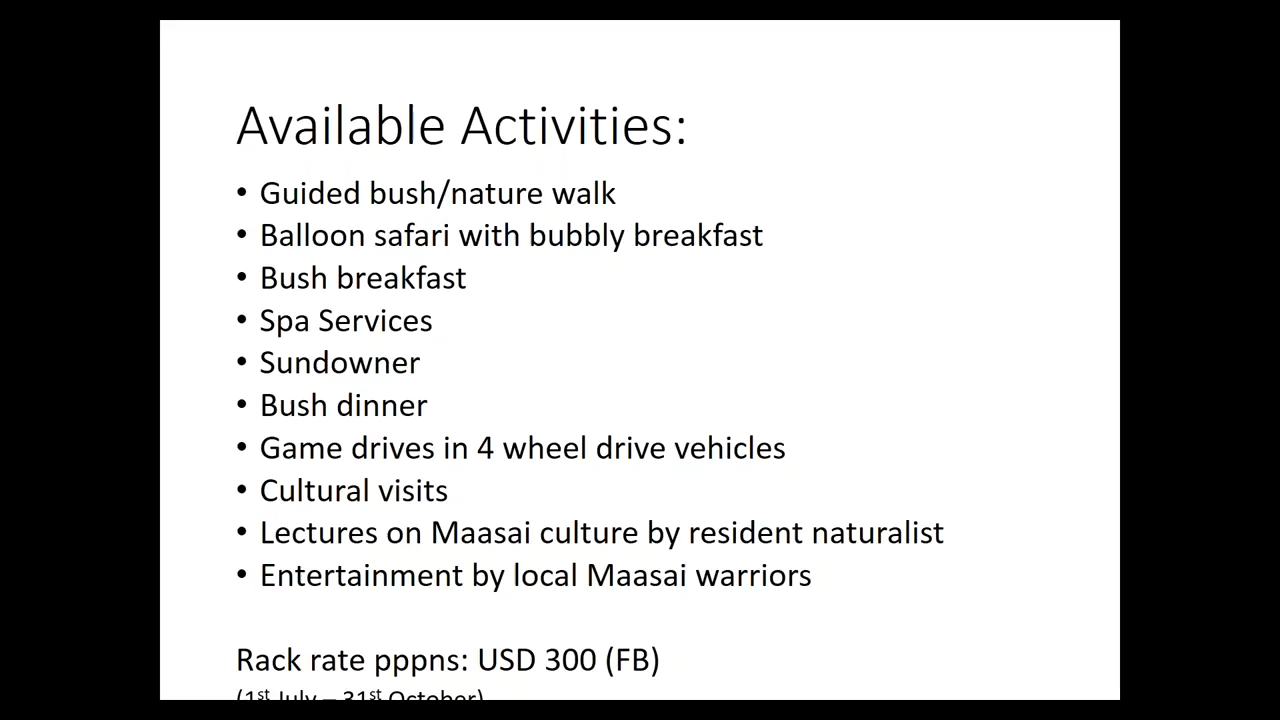 Available Activities:
• Guided bush/nature walk
• Balloon safari with bubbly breakfast
• Bush breakfast
• Spa Services
• Sundowner
• Bush dinner
• Game drives in 4 wheel drive vehicles
• Cultural visits
• Lectures on Maasai culture by resident naturalist
• Entertainment by local Maasai warriors
Rack rate pppns: USD 300 (FB)
(1st July – 31st October)